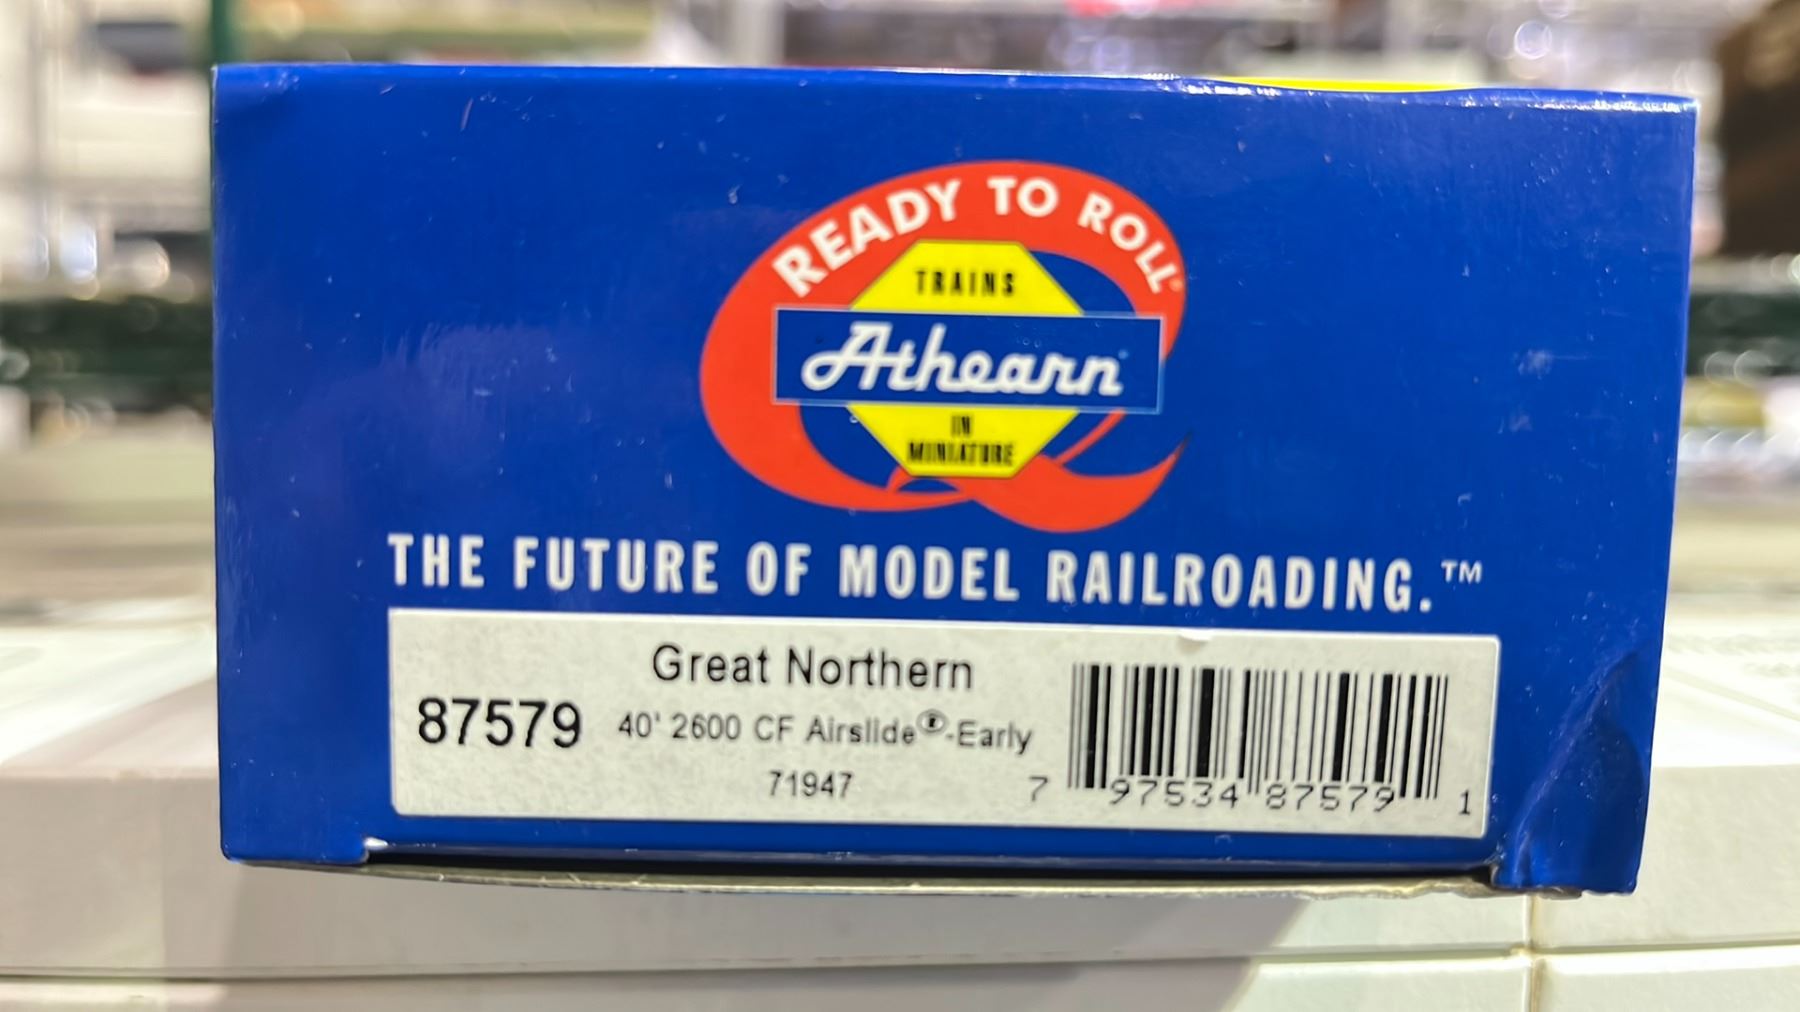 READY TO ROLL®
TRAINS
Athearn®
IN
MINIATURE
THE FUTURE OF MODEL RAILROADING.™
Great Northern
87579
40' 2600 CF Airslide®-Early
71947
7 97534 87579 1